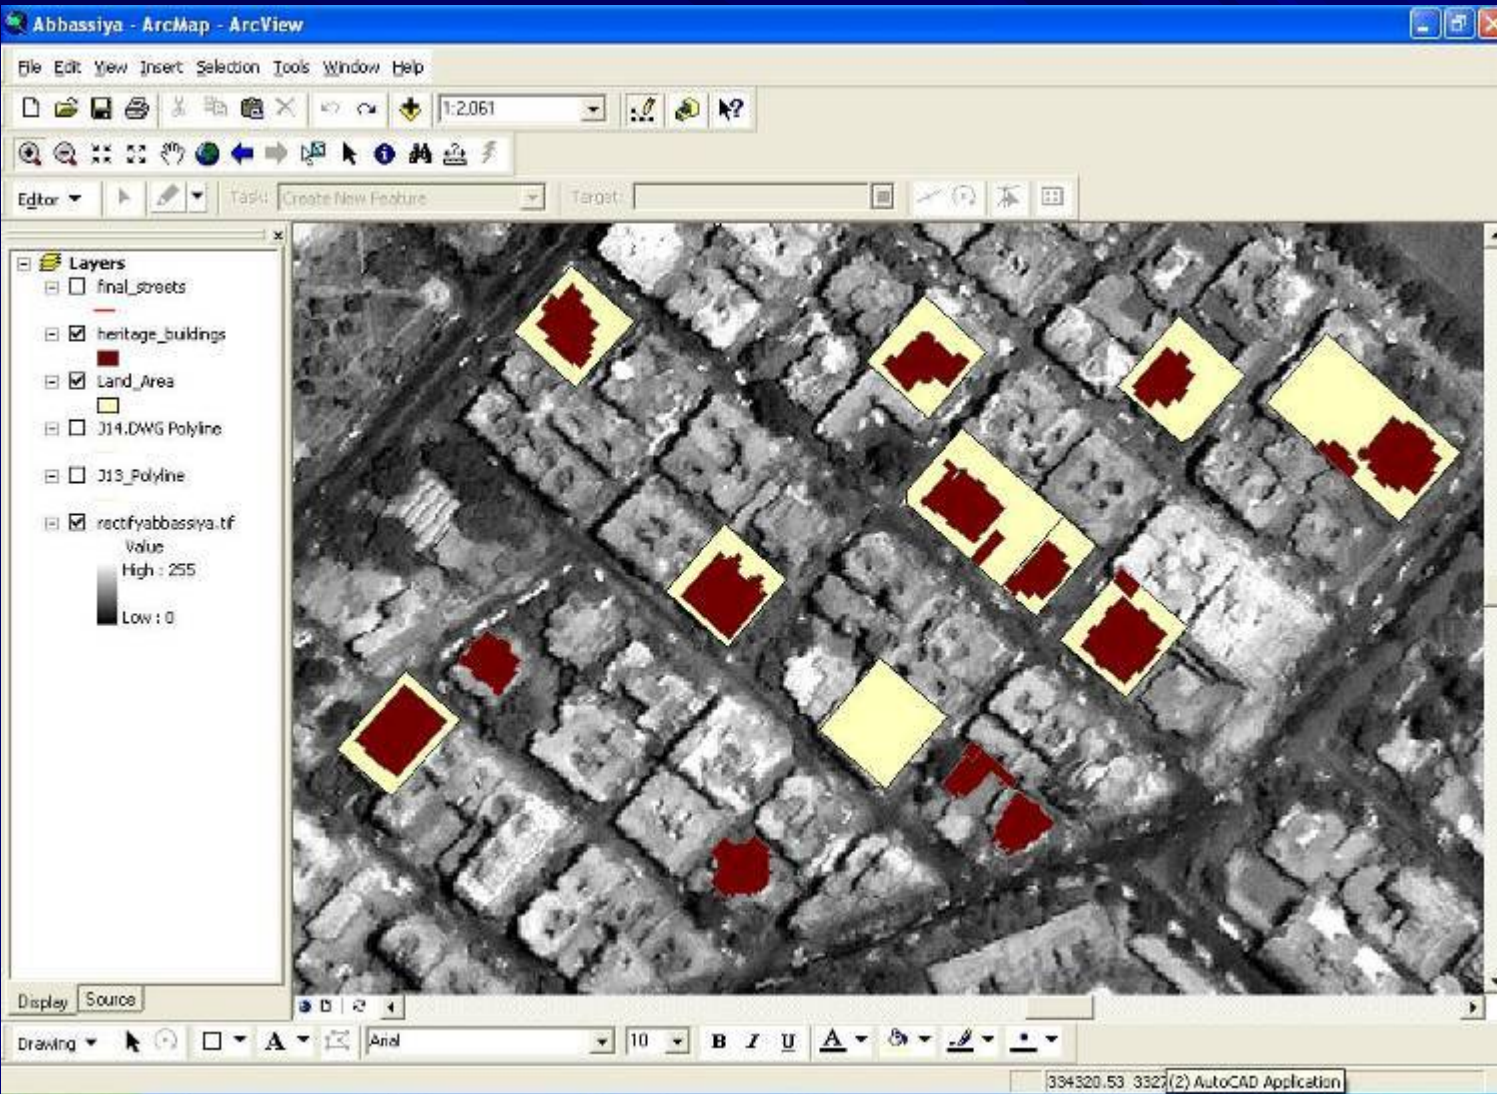 Abbassiya - ArcMap - ArcView
File Edit View Insert Selection Tools Window Help
1:2,061
Editor Task: Create New Feature Target:
Layers
final_streets
heritage_buildings
Land_Area
J14.DWG Polyline
J13_Polyline
rectifyabbassiya.tif
Value
High : 255
Low : 0
Display Source
Drawing A Arial 10 B I U A
334320.53 3327 (2) AutoCAD Application